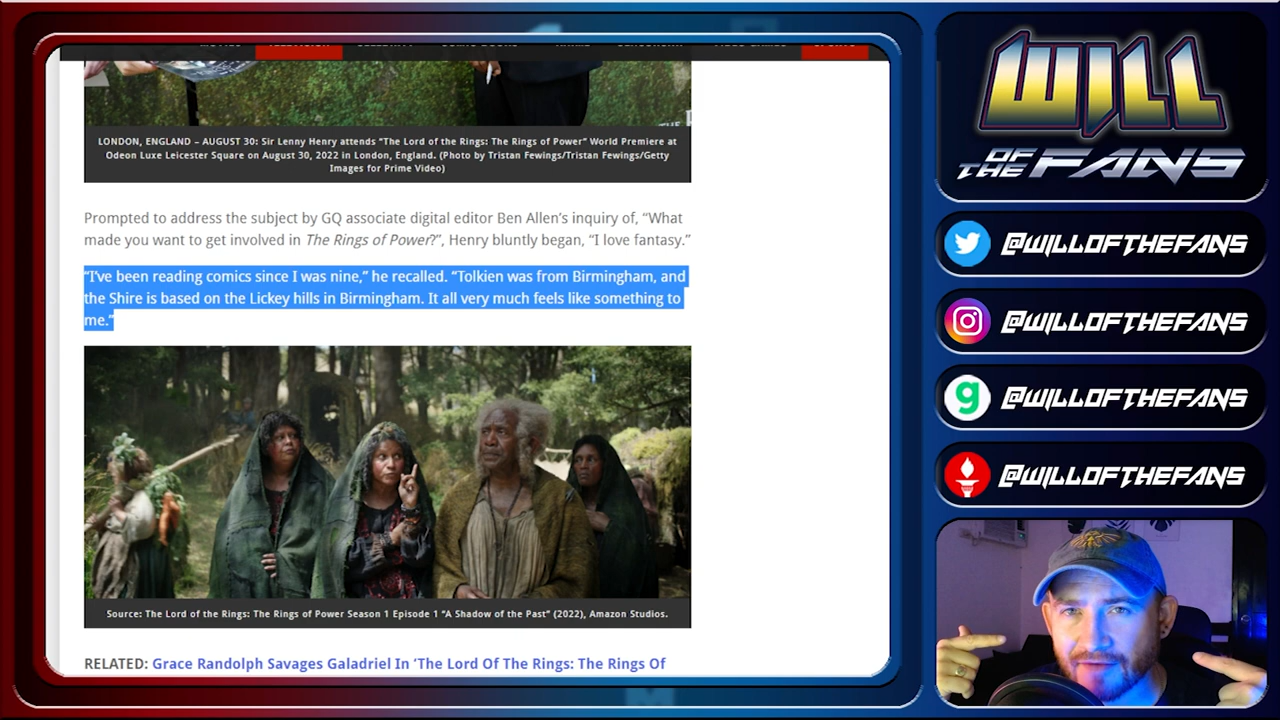 LONDON, ENGLAND – AUGUST 30: Sir Lenny Henry attends “The Lord of the Rings: The Rings of Power” World Premiere at
Odeon Luxe Leicester Square on August 30, 2022 in London, England. (Photo by Tristan Fewings/Tristan Fewings/Getty
Images for Prime Video)
Prompted to address the subject by GQ associate digital editor Ben Allen’s inquiry of, “What
made you want to get involved in The Rings of Power?”, Henry bluntly began, “I love fantasy.”
“I’ve been reading comics since I was nine,” he recalled. “Tolkien was from Birmingham, and
the Shire is based on the Lickey hills in Birmingham. It all very much feels like something to
me.”
Source: The Lord of the Rings: The Rings of Power Season 1 Episode 1 “A Shadow of the Past” (2022), Amazon Studios.
RELATED: Grace Randolph Savages Galadriel In ‘The Lord Of The Rings: The Rings Of
WILL
OF THE FANS
@WILLOFTHEFANS
@WILLOFTHEFANS
@WILLOFTHEFANS
@WILLOFTHEFANS